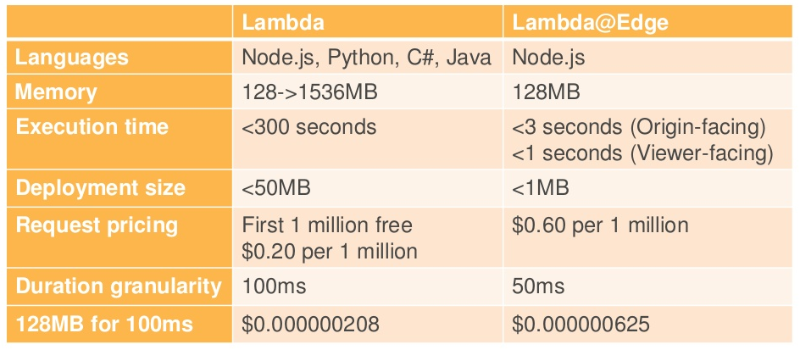 Lambda Lambda@Edge
Languages Node.js, Python, C#, Java Node.js
Memory 128->1536MB 128MB
Execution time <300 seconds <3 seconds (Origin-facing)
<1 seconds (Viewer-facing)
Deployment size <50MB <1MB
Request pricing First 1 million free $0.60 per 1 million
$0.20 per 1 million
Duration granularity 100ms 50ms
128MB for 100ms $0.000000208 $0.000000625